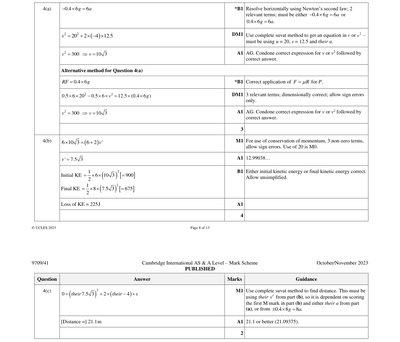 4(a) −0.4×6g = 6a *B1 Resolve horizontally using Newton's second law; 2
relevant terms; must be either −0.4×6g = 6a or
0.4×6g = 6a.
v² = 20² + 2×(−4)×12.5 DM1 Use complete suvat method to get an equation in v or v² –
must be using u = 20, s = 12.5 and their a.
v² = 300 ⇒ v = 10√3 A1 AG. Condone correct expression for v or v² followed by
correct answer.
Alternative method for Question 4(a)
RF = 0.4×6g *B1 Correct application of F = μR for P.
0.5×6×20² − 0.5×6×v² = 12.5×(0.4×6g) DM1 3 relevant terms; dimensionally correct; allow sign errors
only.
v² = 300 ⇒ v = 10√3 A1 AG. Condone correct expression for v or v² followed by
correct answer.
3
4(b) 6×10√3 = (6+2)v' M1 For use of conservation of momentum. 3 non-zero terms,
allow sign errors. Use of 20 is M0.
v' = 7.5√3 A1 12.99038…
Initial KE = 1/2 × 6 × (10√3)² [= 900] B1 Either initial kinetic energy or final kinetic energy correct.
Allow unsimplified.
Final KE = 1/2 × 8 × (7.5√3)² [= 675]
Loss of KE = 225 J A1
4
© UCLES 2023 Page 8 of 13
9709/41 Cambridge International AS & A Level – Mark Scheme October/November 2023
PUBLISHED
Question Answer Marks Guidance
4(c) 0 = (their 7.5√3)² + 2×(their −4)×s M1 Use complete suvat method to find distance. This must be
using their v' from part (b), so it is dependent on scoring
the first M mark in part (b) and either their a from part
(a), or from ±0.4×8g = 8a.
[Distance =] 21.1 m A1 21.1 or better (21.09375).
2